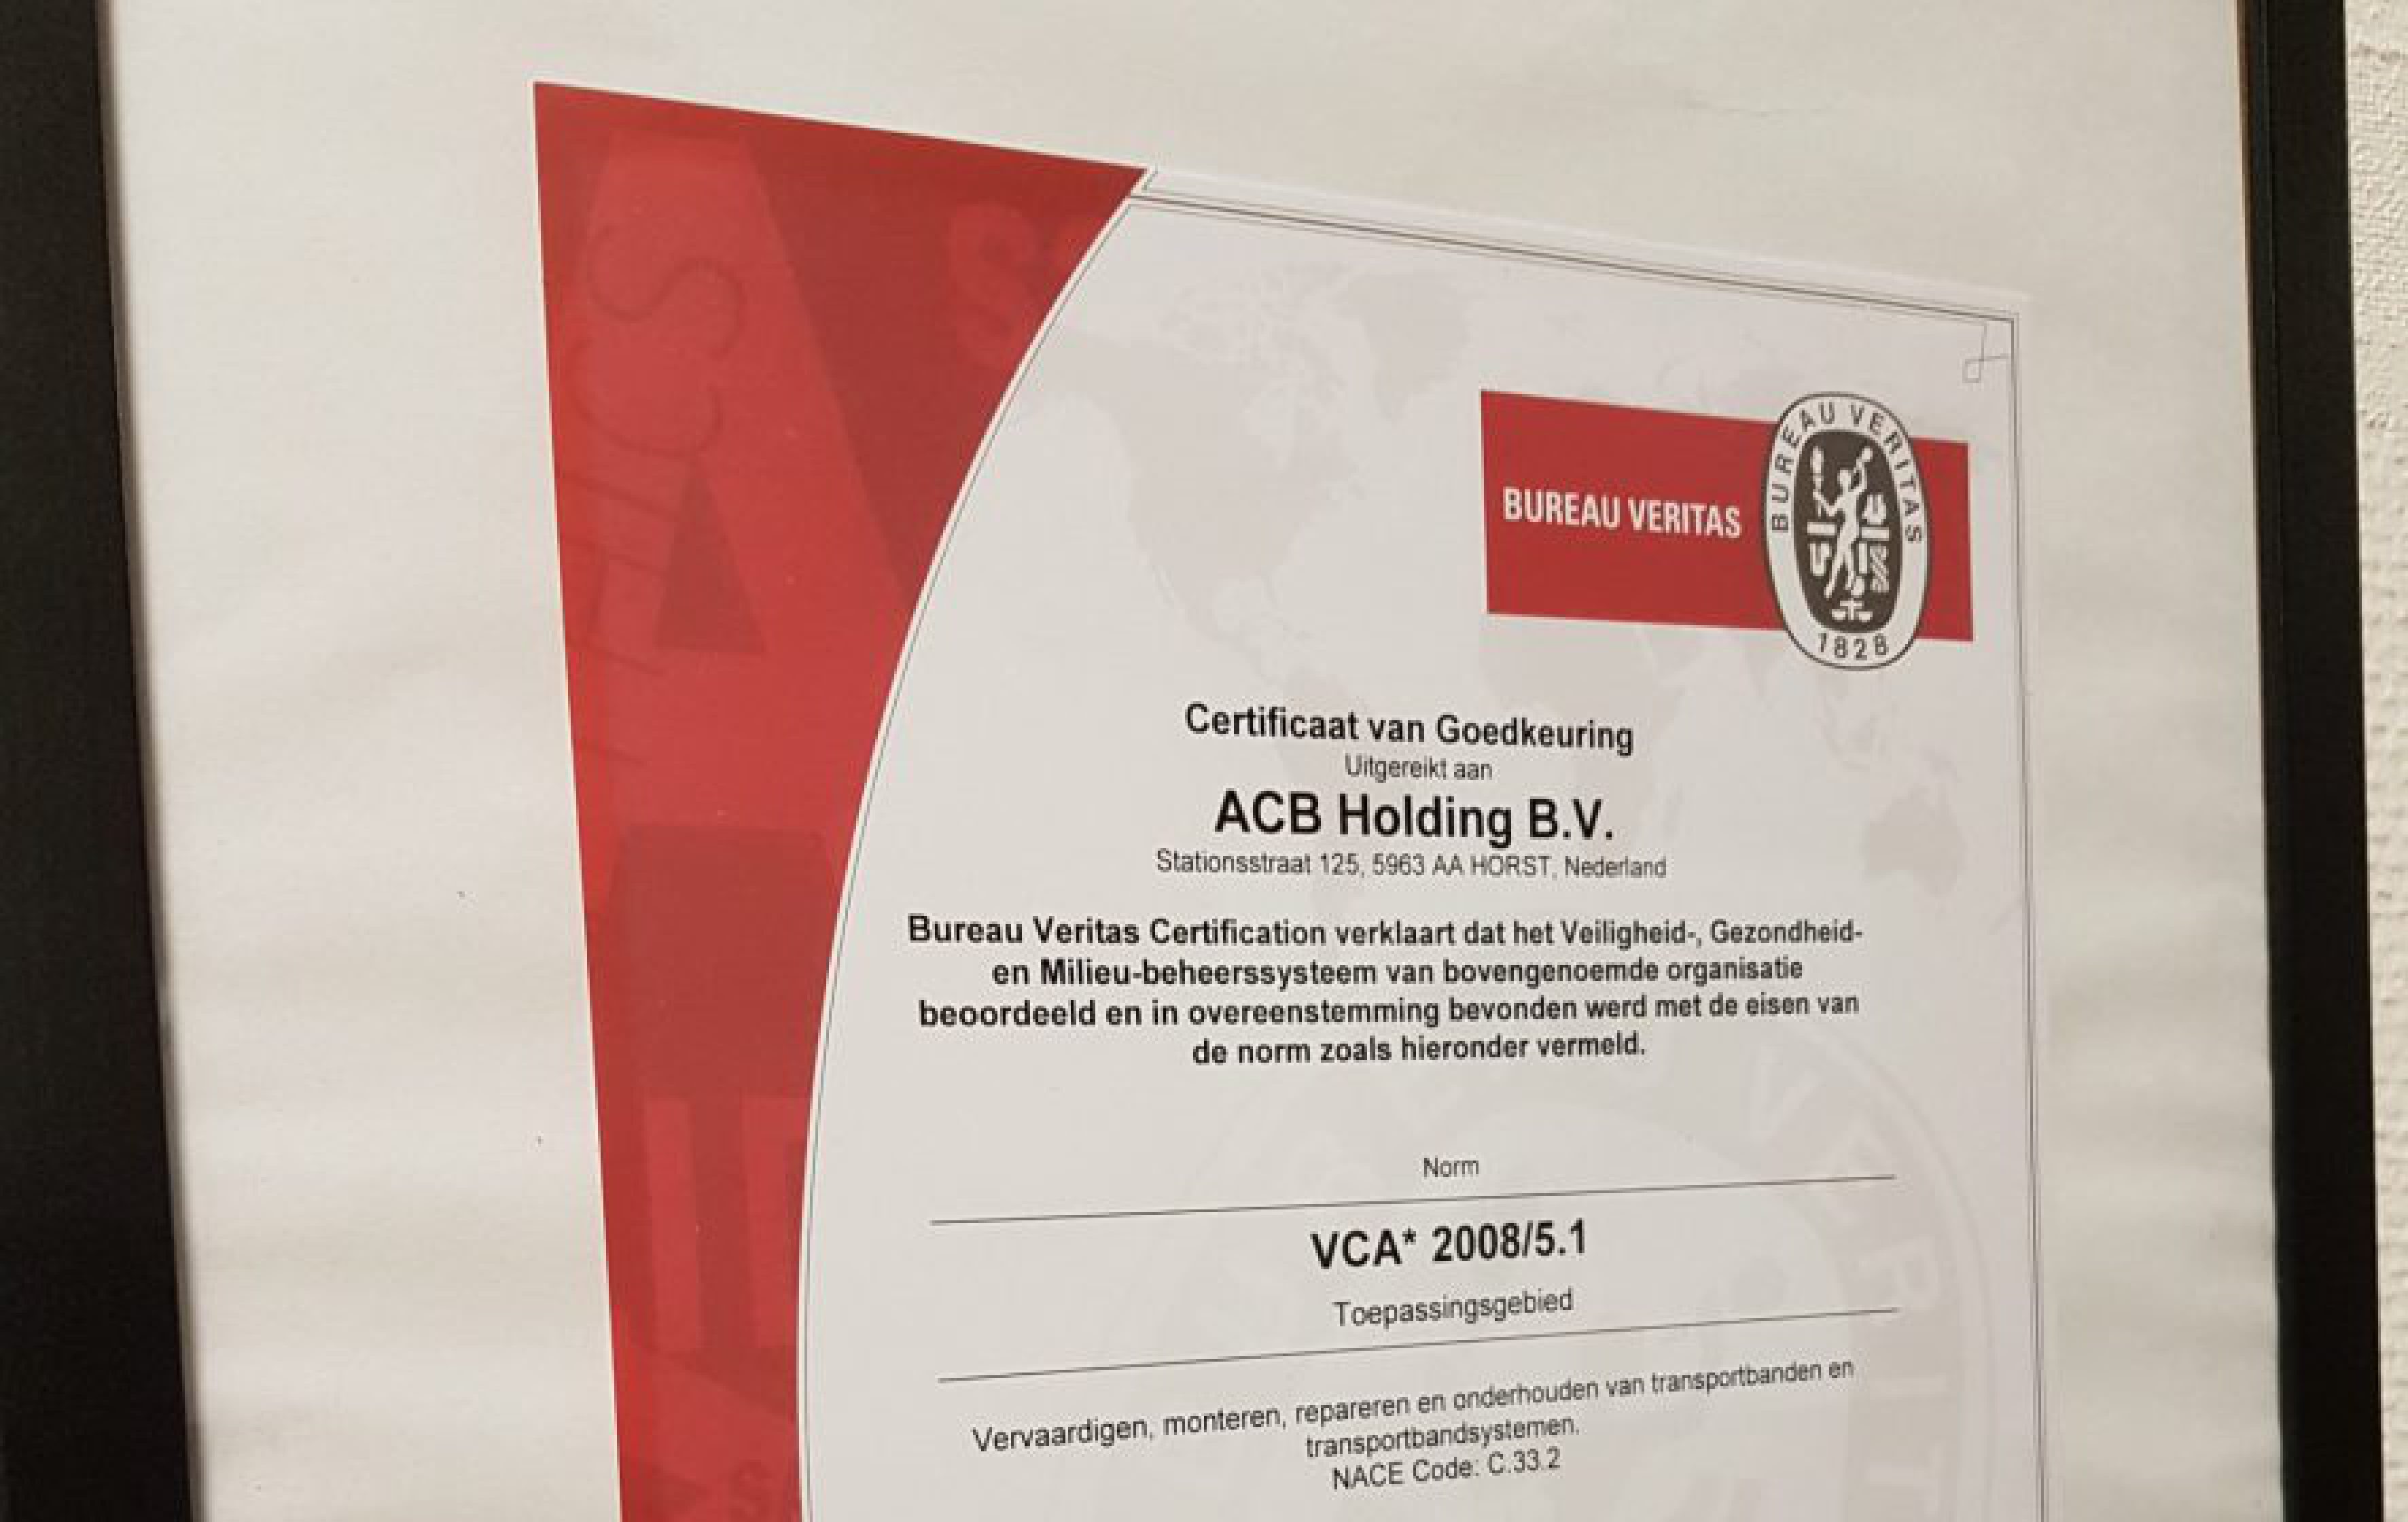 BUREAU VERITAS
BUREAU VERITAS
1828
Certificaat van Goedkeuring
Uitgereikt aan
ACB Holding B.V.
Stationsstraat 125, 5963 AA HORST, Nederland
Bureau Veritas Certification verklaart dat het Veiligheid-, Gezondheid-
en Milieu-beheerssysteem van bovengenoemde organisatie
beoordeeld en in overeenstemming bevonden werd met de eisen van
de norm zoals hieronder vermeld.
Norm
VCA* 2008/5.1
Toepassingsgebied
Vervaardigen, monteren, repareren en onderhouden van transportbanden en
transportbandsystemen.
NACE Code: C.33.2